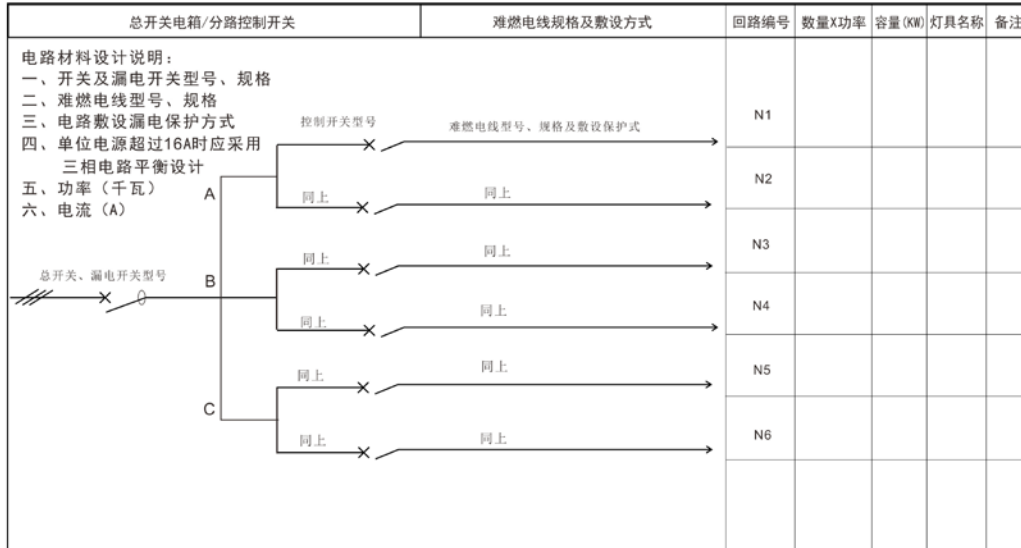 总开关电箱/分路控制开关
难燃电线规格及敷设方式
回路编号
数量X功率
容量(KW)
灯具名称
备注
电路材料设计说明：
一、开关及漏电开关型号、规格
二、难燃电线型号、规格
三、电路敷设漏电保护方式
四、单位电源超过16A时应采用
三相电路平衡设计
五、功率（千瓦）
六、电流（A）
控制开关型号
难燃电线型号、规格及敷设保护式
N1
A
同上
同上
N2
同上
同上
N3
总开关、漏电开关型号
B
同上
同上
N4
同上
同上
N5
C
同上
同上
N6